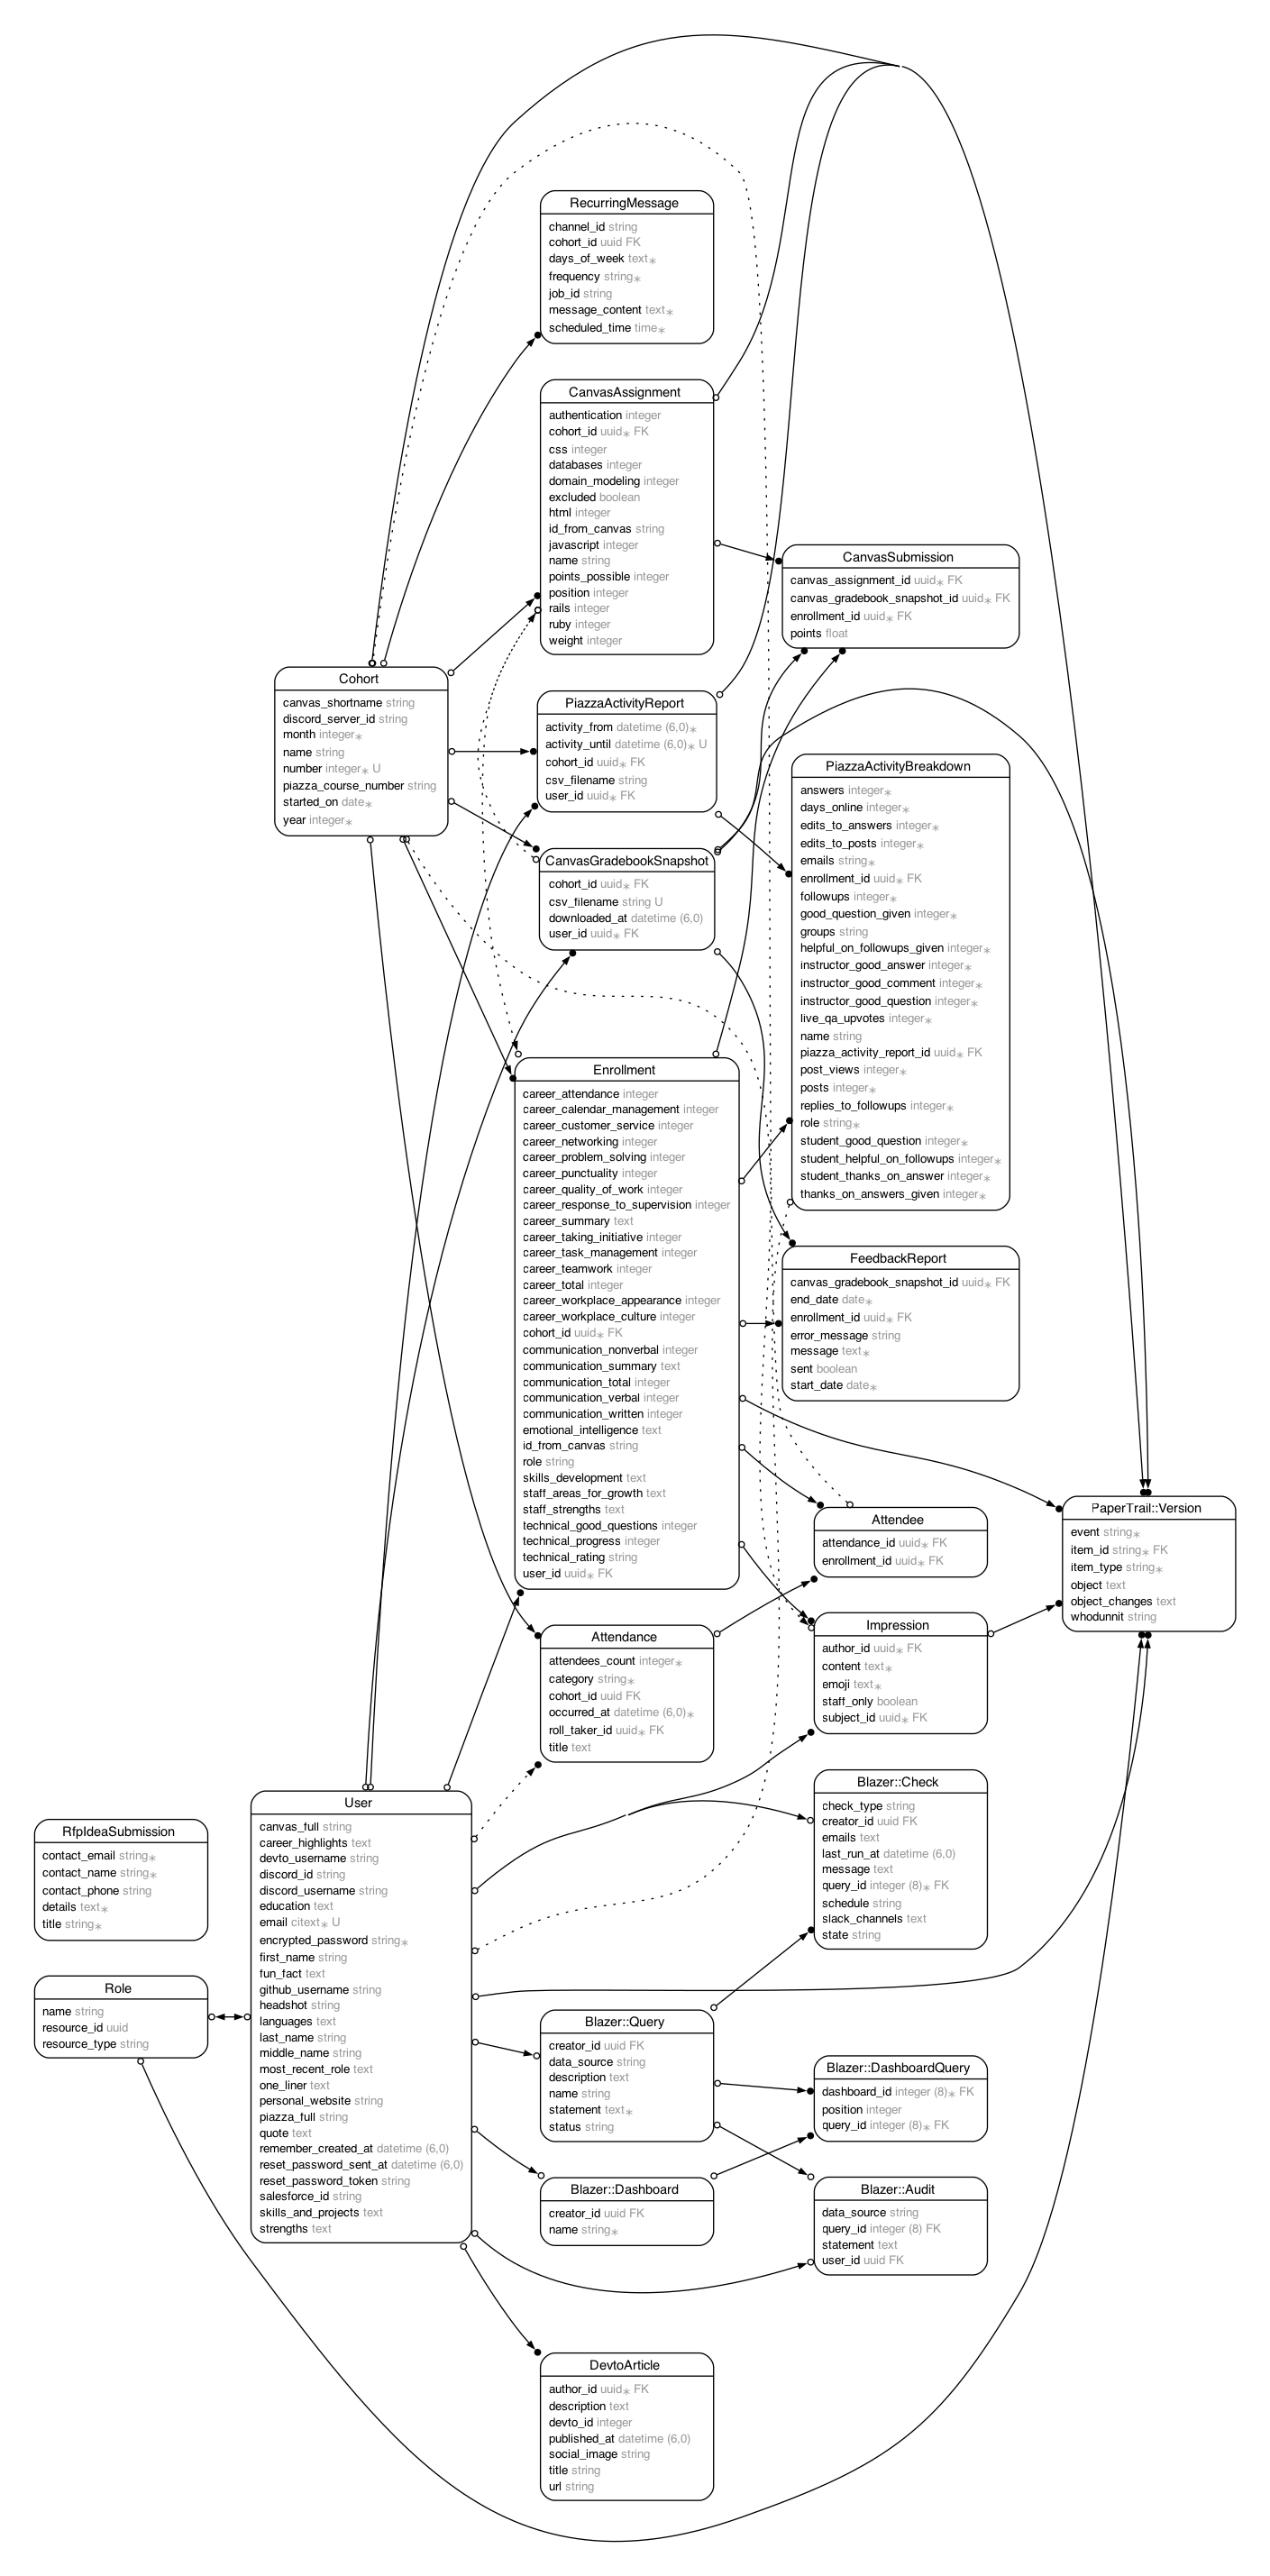 RecurringMessage
channel_id string
cohort_id uuid FK
days_of_week text*
frequency string*
job_id string
message_content text*
scheduled_time time*
CanvasAssignment
authentication integer
cohort_id uuid* FK
css integer
databases integer
domain_modeling integer
excluded boolean
html integer
id_from_canvas string
javascript integer
name string
points_possible integer
position integer
rails integer
ruby integer
weight integer
CanvasSubmission
canvas_assignment_id uuid* FK
canvas_gradebook_snapshot_id uuid* FK
enrollment_id uuid* FK
points float
Cohort
canvas_shortname string
discord_server_id string
month integer*
name string
number integer* U
piazza_course_number string
started_on date*
year integer*
PiazzaActivityReport
activity_from datetime (6,0)*
activity_until datetime (6,0)* U
cohort_id uuid* FK
csv_filename string
user_id uuid* FK
PiazzaActivityBreakdown
answers integer*
days_online integer*
edits_to_answers integer*
edits_to_posts integer*
emails string*
enrollment_id uuid* FK
followups integer*
good_question_given integer*
groups string
helpful_on_followups_given integer*
instructor_good_answer integer*
instructor_good_comment integer*
instructor_good_question integer*
live_qa_upvotes integer*
name string
piazza_activity_report_id uuid* FK
post_views integer*
posts integer*
replies_to_followups integer*
role string*
student_good_question integer*
student_helpful_on_followups integer*
student_thanks_on_answer integer*
thanks_on_answers_given integer*
CanvasGradebookSnapshot
cohort_id uuid* FK
csv_filename string U
downloaded_at datetime (6,0)
user_id uuid* FK
Enrollment
career_attendance integer
career_calendar_management integer
career_customer_service integer
career_networking integer
career_problem_solving integer
career_punctuality integer
career_quality_of_work integer
career_response_to_supervision integer
career_summary text
career_taking_initiative integer
career_task_management integer
career_teamwork integer
career_total integer
career_workplace_appearance integer
career_workplace_culture integer
cohort_id uuid* FK
communication_nonverbal integer
communication_summary text
communication_total integer
communication_verbal integer
communication_written integer
emotional_intelligence text
id_from_canvas string
role string
skills_development text
staff_areas_for_growth text
staff_strengths text
technical_good_questions integer
technical_progress integer
technical_rating string
user_id uuid* FK
FeedbackReport
canvas_gradebook_snapshot_id uuid* FK
end_date date*
enrollment_id uuid* FK
error_message string
message text*
sent boolean
start_date date*
Attendee
attendance_id uuid* FK
enrollment_id uuid* FK
PaperTrail::Version
event string*
item_id string* FK
item_type string*
object text
object_changes text
whodunnit string
Attendance
attendees_count integer*
category string*
cohort_id uuid FK
occurred_at datetime (6,0)*
roll_taker_id uuid* FK
title text
Impression
author_id uuid* FK
content text*
emoji text*
staff_only boolean
subject_id uuid* FK
Blazer::Check
check_type string
creator_id uuid FK
emails text
last_run_at datetime (6,0)
message text
query_id integer (8)* FK
schedule string
slack_channels text
state string
User
canvas_full string
career_highlights text
devto_username string
discord_id string
discord_username string
education text
email citext* U
encrypted_password string*
first_name string
fun_fact text
github_username string
headshot string
languages text
last_name string
middle_name string
most_recent_role text
one_liner text
personal_website string
piazza_full string
quote text
remember_created_at datetime (6,0)
reset_password_sent_at datetime (6,0)
reset_password_token string
salesforce_id string
skills_and_projects text
strengths text
RfpIdeaSubmission
contact_email string*
contact_name string*
contact_phone string
details text*
title string*
Role
name string
resource_id uuid
resource_type string
Blazer::Query
creator_id uuid FK
data_source string
description text
name string
statement text*
status string
Blazer::DashboardQuery
dashboard_id integer (8)* FK
position integer
query_id integer (8)* FK
Blazer::Dashboard
creator_id uuid FK
name string*
Blazer::Audit
data_source string
query_id integer (8) FK
statement text
user_id uuid FK
DevtoArticle
author_id uuid* FK
description text
devto_id integer
published_at datetime (6,0)
social_image string
title string
url string